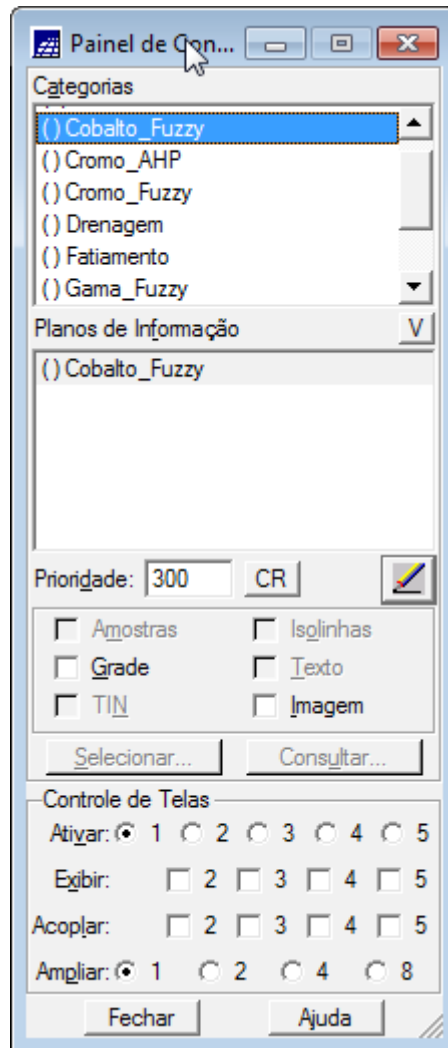 Painel de Con...
Categorias
( ) Cobalto_Fuzzy
( ) Cromo_AHP
( ) Cromo_Fuzzy
( ) Drenagem
( ) Fatiamento
( ) Gama_Fuzzy
Planos de Informação V
( ) Cobalto_Fuzzy
Prioridade: 300 CR
Amostras Isolinhas
Grade Texto
TIN Imagem
Selecionar... Consultar...
Controle de Telas
Ativar: 1 2 3 4 5
Exibir: 2 3 4 5
Acoplar: 2 3 4 5
Ampliar: 1 2 4 8
Fechar Ajuda